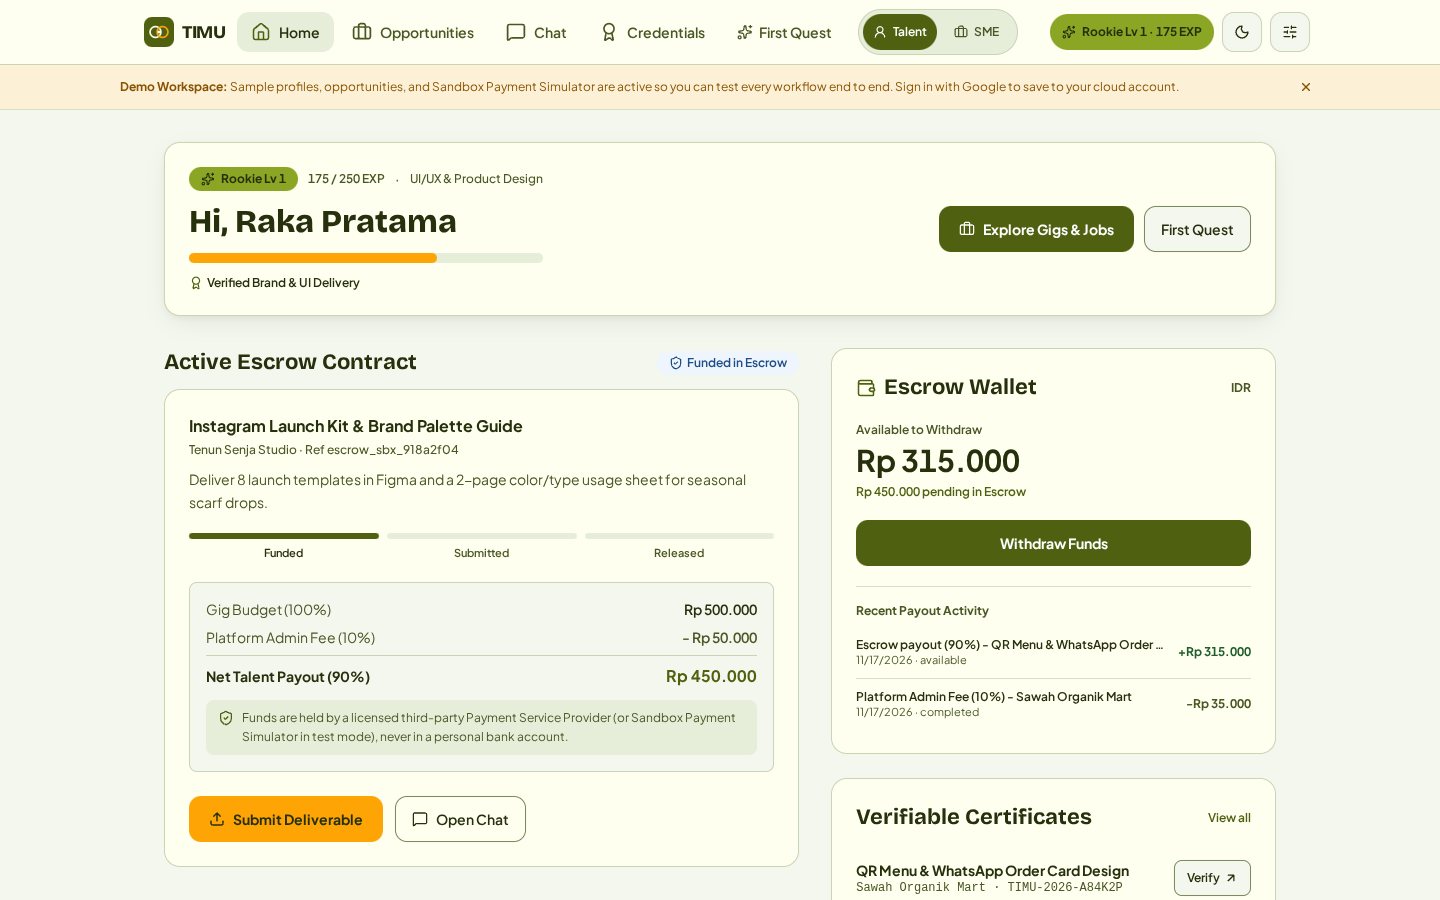 TIMU
Home
Opportunities
Chat
Credentials
First Quest
Talent
SME
Rookie Lv 1 · 175 EXP
Demo Workspace: Sample profiles, opportunities, and Sandbox Payment Simulator are active so you can test every workflow end to end. Sign in with Google to save to your cloud account.
Rookie Lv 1
175 / 250 EXP · UI/UX & Product Design
Hi, Raka Pratama
Verified Brand & UI Delivery
Explore Gigs & Jobs
First Quest
Active Escrow Contract
Funded in Escrow
Instagram Launch Kit & Brand Palette Guide
Tenun Senja Studio · Ref escrow_sbx_918a2f04
Deliver 8 launch templates in Figma and a 2-page color/type usage sheet for seasonal
scarf drops.
Funded
Submitted
Released
Gig Budget (100%)
Rp 500.000
Platform Admin Fee (10%)
- Rp 50.000
Net Talent Payout (90%)
Rp 450.000
Funds are held by a licensed third-party Payment Service Provider (or Sandbox Payment
Simulator in test mode), never in a personal bank account.
Submit Deliverable
Open Chat
Escrow Wallet
IDR
Available to Withdraw
Rp 315.000
Rp 450.000 pending in Escrow
Withdraw Funds
Recent Payout Activity
Escrow payout (90%) - QR Menu & WhatsApp Order ...
11/17/2026 · available
+Rp 315.000
Platform Admin Fee (10%) - Sawah Organik Mart
11/17/2026 · completed
-Rp 35.000
Verifiable Certificates
View all
QR Menu & WhatsApp Order Card Design
Sawah Organik Mart · TIMU-2026-A84K2P
Verify